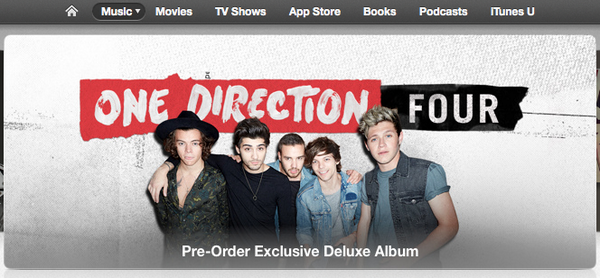 Music Movies TV Shows App Store Books Podcasts iTunes U
ONE DIRECTION FOUR
Pre-Order Exclusive Deluxe Album